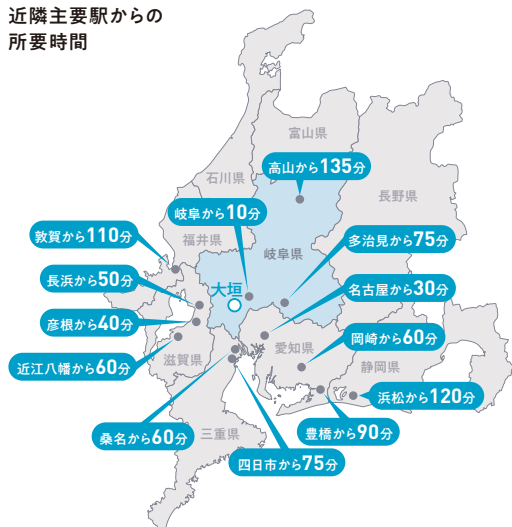 近隣主要駅からの
所要時間
富山県
高山から135分
石川県
長野県
岐阜から10分
敦賀から110分
福井県
岐阜県
多治見から75分
長浜から50分
大垣
名古屋から30分
彦根から40分
岡崎から60分
愛知県
滋賀県
近江八幡から60分
静岡県
浜松から120分
桑名から60分
三重県
豊橋から90分
四日市から75分